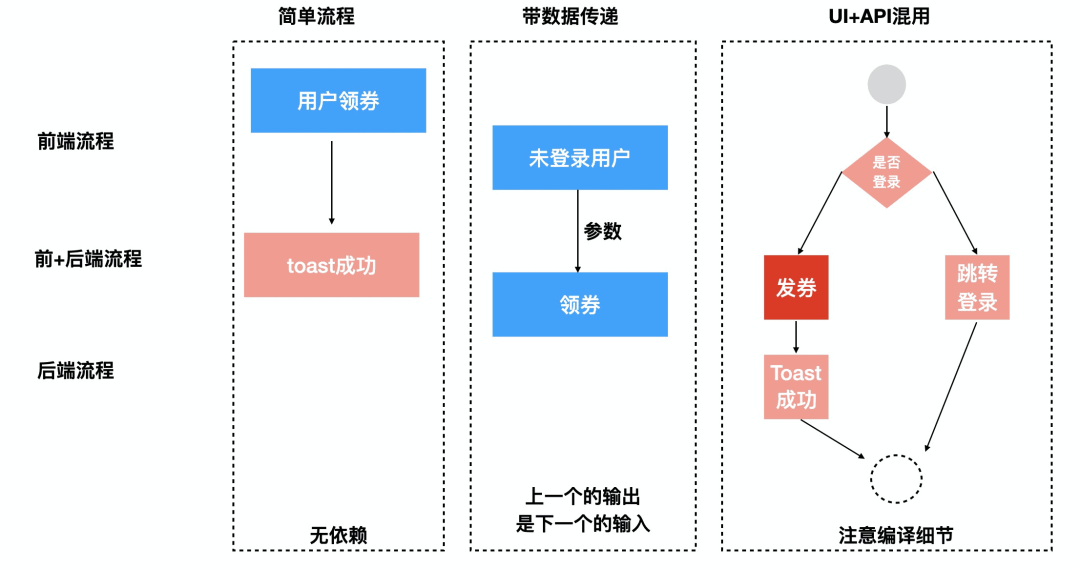 简单流程
带数据传递
UI+API混用
前端流程
前+后端流程
后端流程
用户领券
toast成功
无依赖
未登录用户
参数
领券
上一个的输出
是下一个的输入
是否
登录
发券
跳转
登录
Toast
成功
注意编译细节